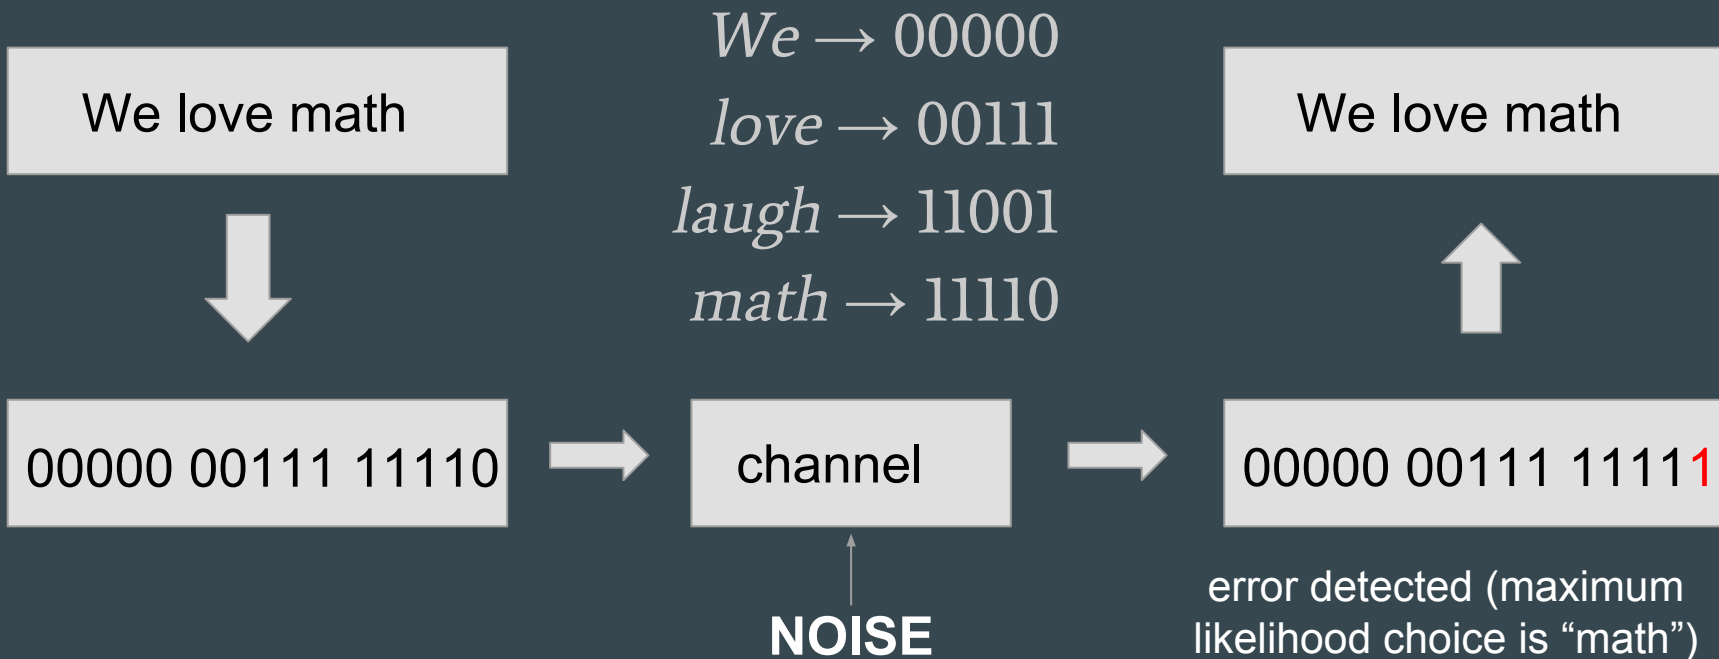 We love math
We → 00000
love → 00111
laugh → 11001
math → 11110
We love math
00000 00111 11110
channel
00000 00111 11111
NOISE
error detected (maximum
likelihood choice is “math”)